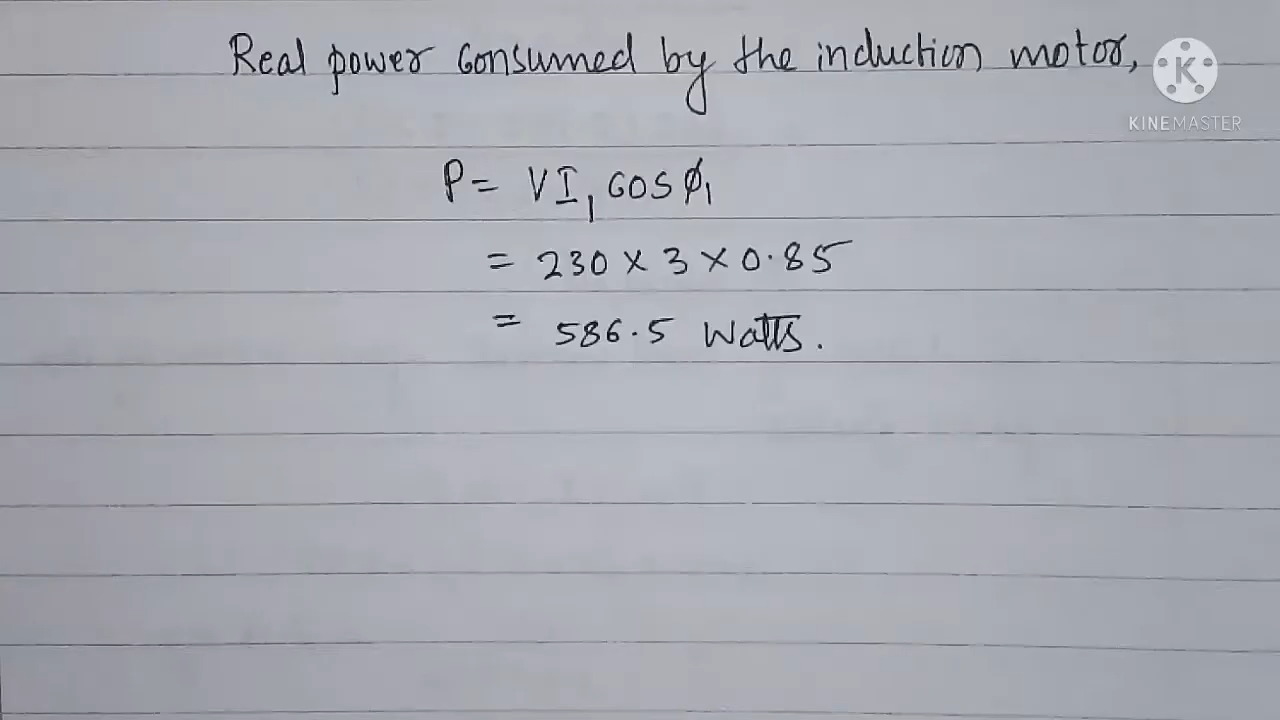 Real power consumed by the induction motor,
K
KINEMASTER
P = VI₁ cos φ₁
= 230 × 3 × 0.85
= 586.5 Watts.